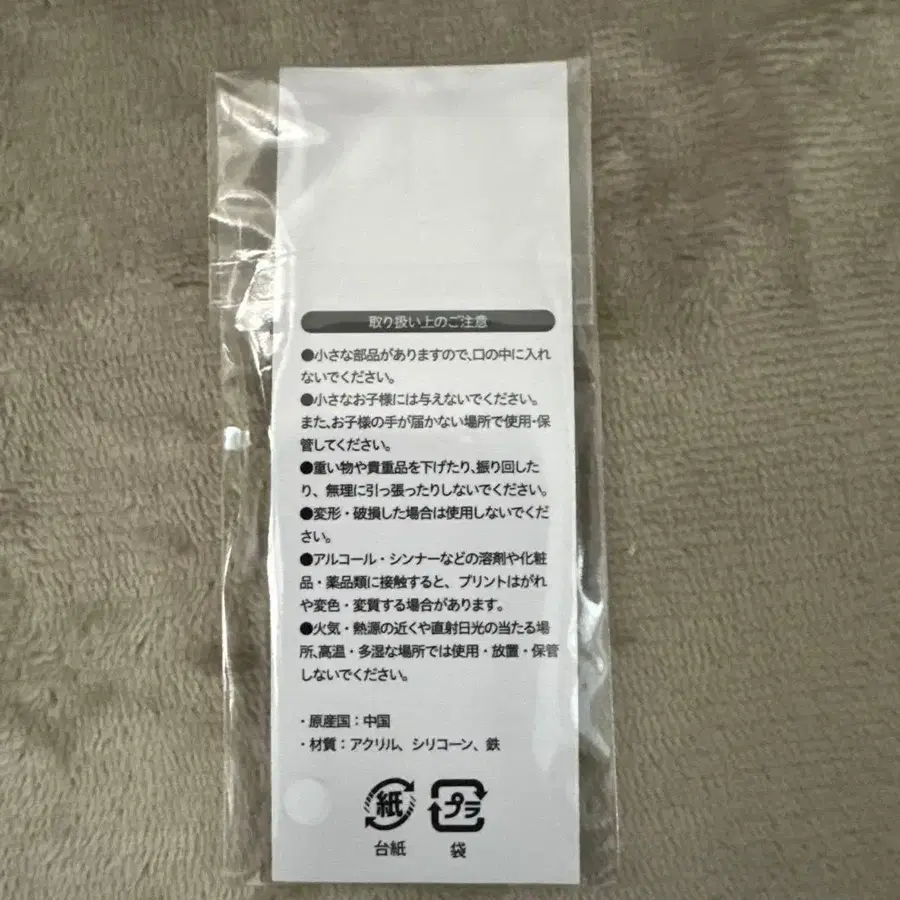 取り扱い上のご注意
●小さな部品がありますので、口の中に入れ
ないでください。
●小さなお子様には与えないでください。
また、お子様の手が届かない場所で使用・保
管してください。
●重い物や貴重品を下げたり、振り回した
り、無理に引っ張ったりしないでください。
●変形・破損した場合は使用しないでくだ
さい。
●アルコール・シンナーなどの溶剤や化粧
品・薬品類に接触すると、プリントはがれ
や変色・変質する場合があります。
●火気・熱源の近くや直射日光の当たる場
所、高温・多湿な場所では使用・放置・保管
しないでください。
・原産国：中国
・材質：アクリル、シリコーン、鉄
紙 プラ
台紙 袋